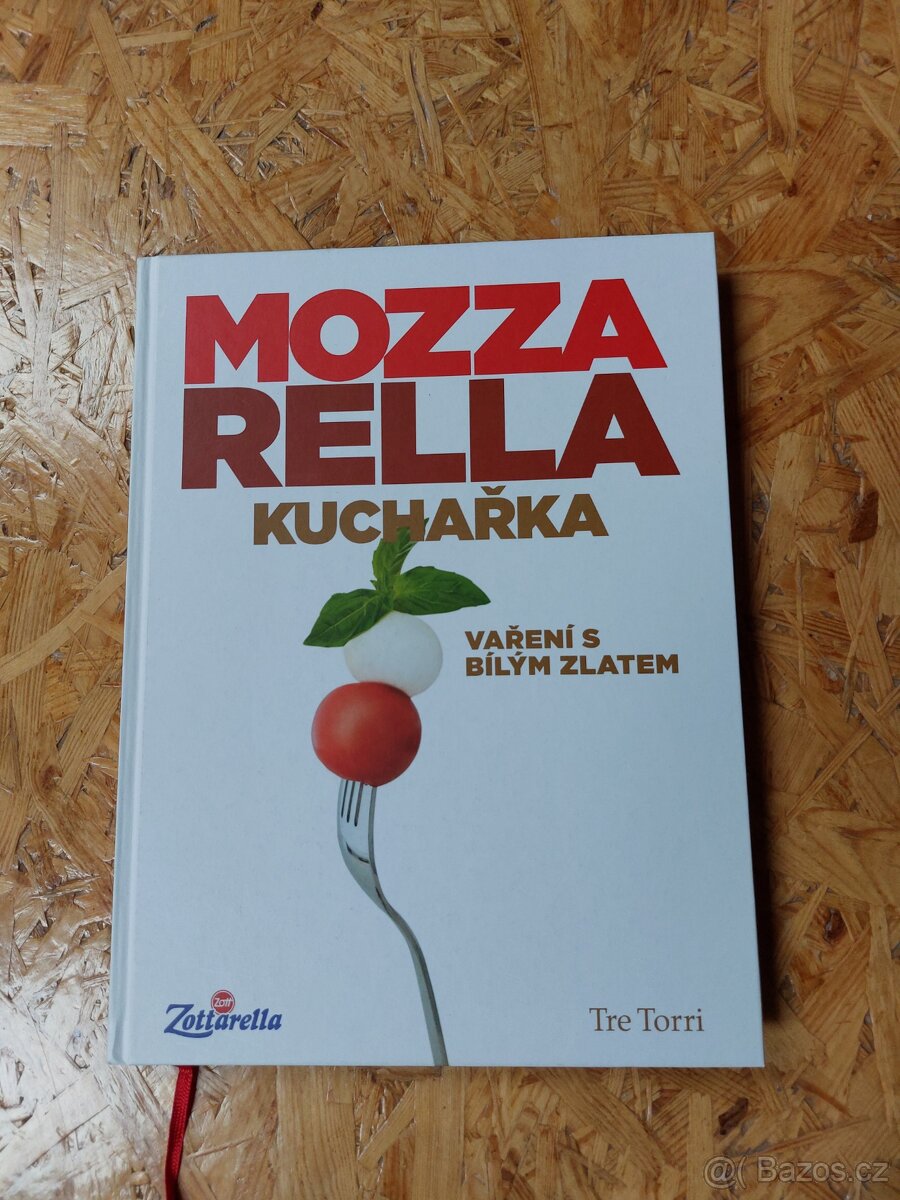 MOZZA
RELLA
KUCHAŘKA
VAŘENÍ S
BÍLÝM ZLATEM
Zott
Zottarella
Tre Torri
@( Bazos.cz